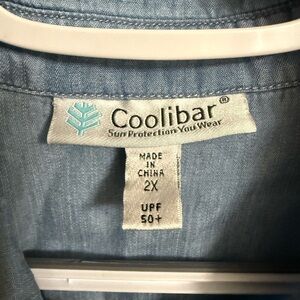 Coolibar®
Sun Protection You Wear
MADE
IN
CHINA
2X
UPF
50+